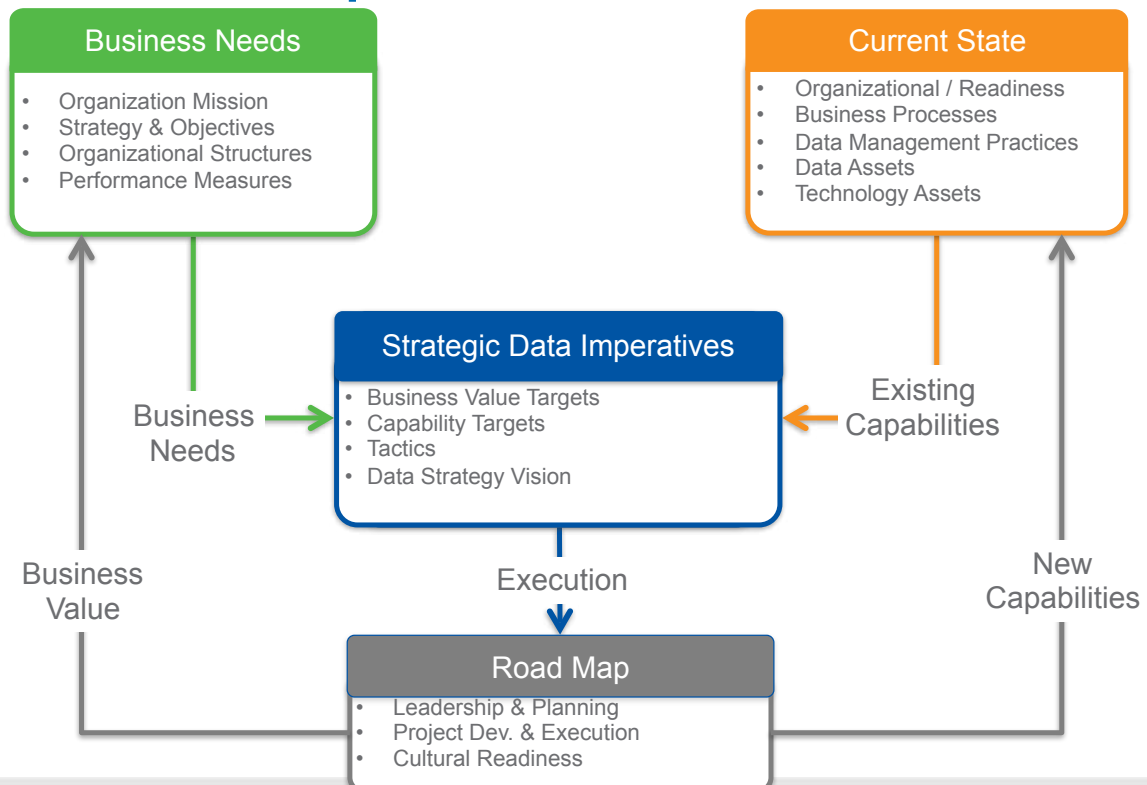 Business Needs
• Organization Mission
• Strategy & Objectives
• Organizational Structures
• Performance Measures
Current State
• Organizational / Readiness
• Business Processes
• Data Management Practices
• Data Assets
• Technology Assets
Strategic Data Imperatives
• Business Value Targets
• Capability Targets
• Tactics
• Data Strategy Vision
Business
Needs
Existing
Capabilities
Business
Value
Execution
New
Capabilities
Road Map
• Leadership & Planning
• Project Dev. & Execution
• Cultural Readiness